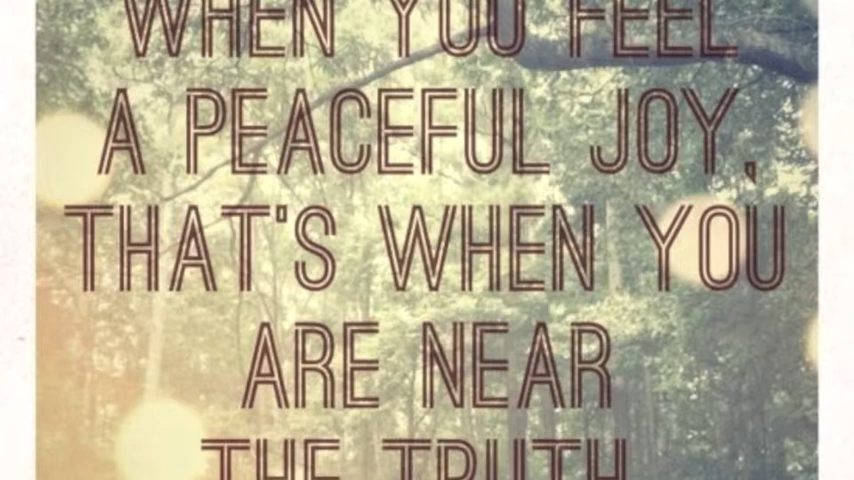 WHEN YOU FEEL
A PEACEFUL JOY,
THAT'S WHEN YOU
ARE NEAR
THE TRUTH